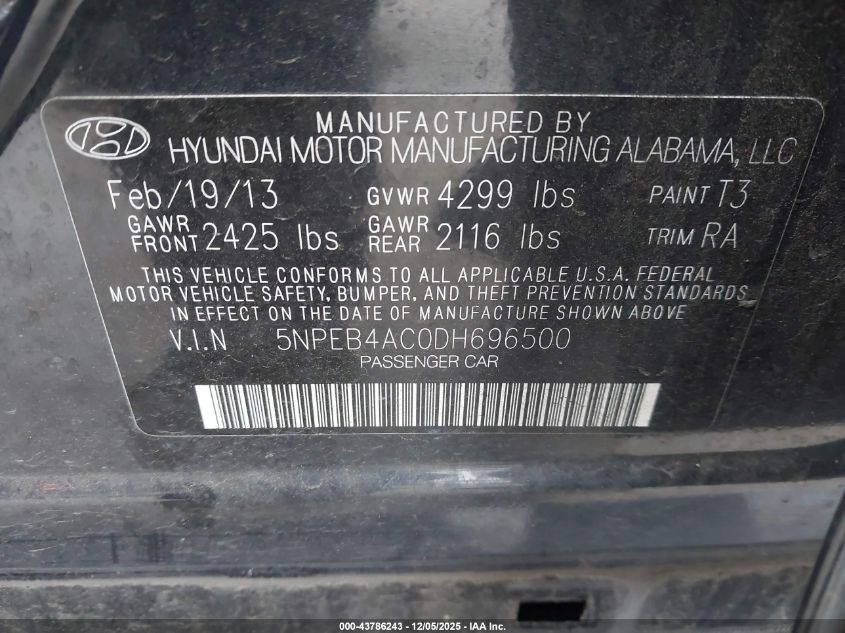 MANUFACTURED BY
HYUNDAI MOTOR MANUFACTURING ALABAMA, LLC
Feb/19/13 GVWR 4299 lbs PAINT T3
GAWR FRONT 2425 lbs GAWR REAR 2116 lbs TRIM RA
THIS VEHICLE CONFORMS TO ALL APPLICABLE U.S.A. FEDERAL
MOTOR VEHICLE SAFETY, BUMPER, AND THEFT PREVENTION STANDARDS
IN EFFECT ON THE DATE OF MANUFACTURE SHOWN ABOVE
V.I.N 5NPEB4AC0DH696500
PASSENGER CAR
000-43786243 - 12/05/2025 - IAA Inc.